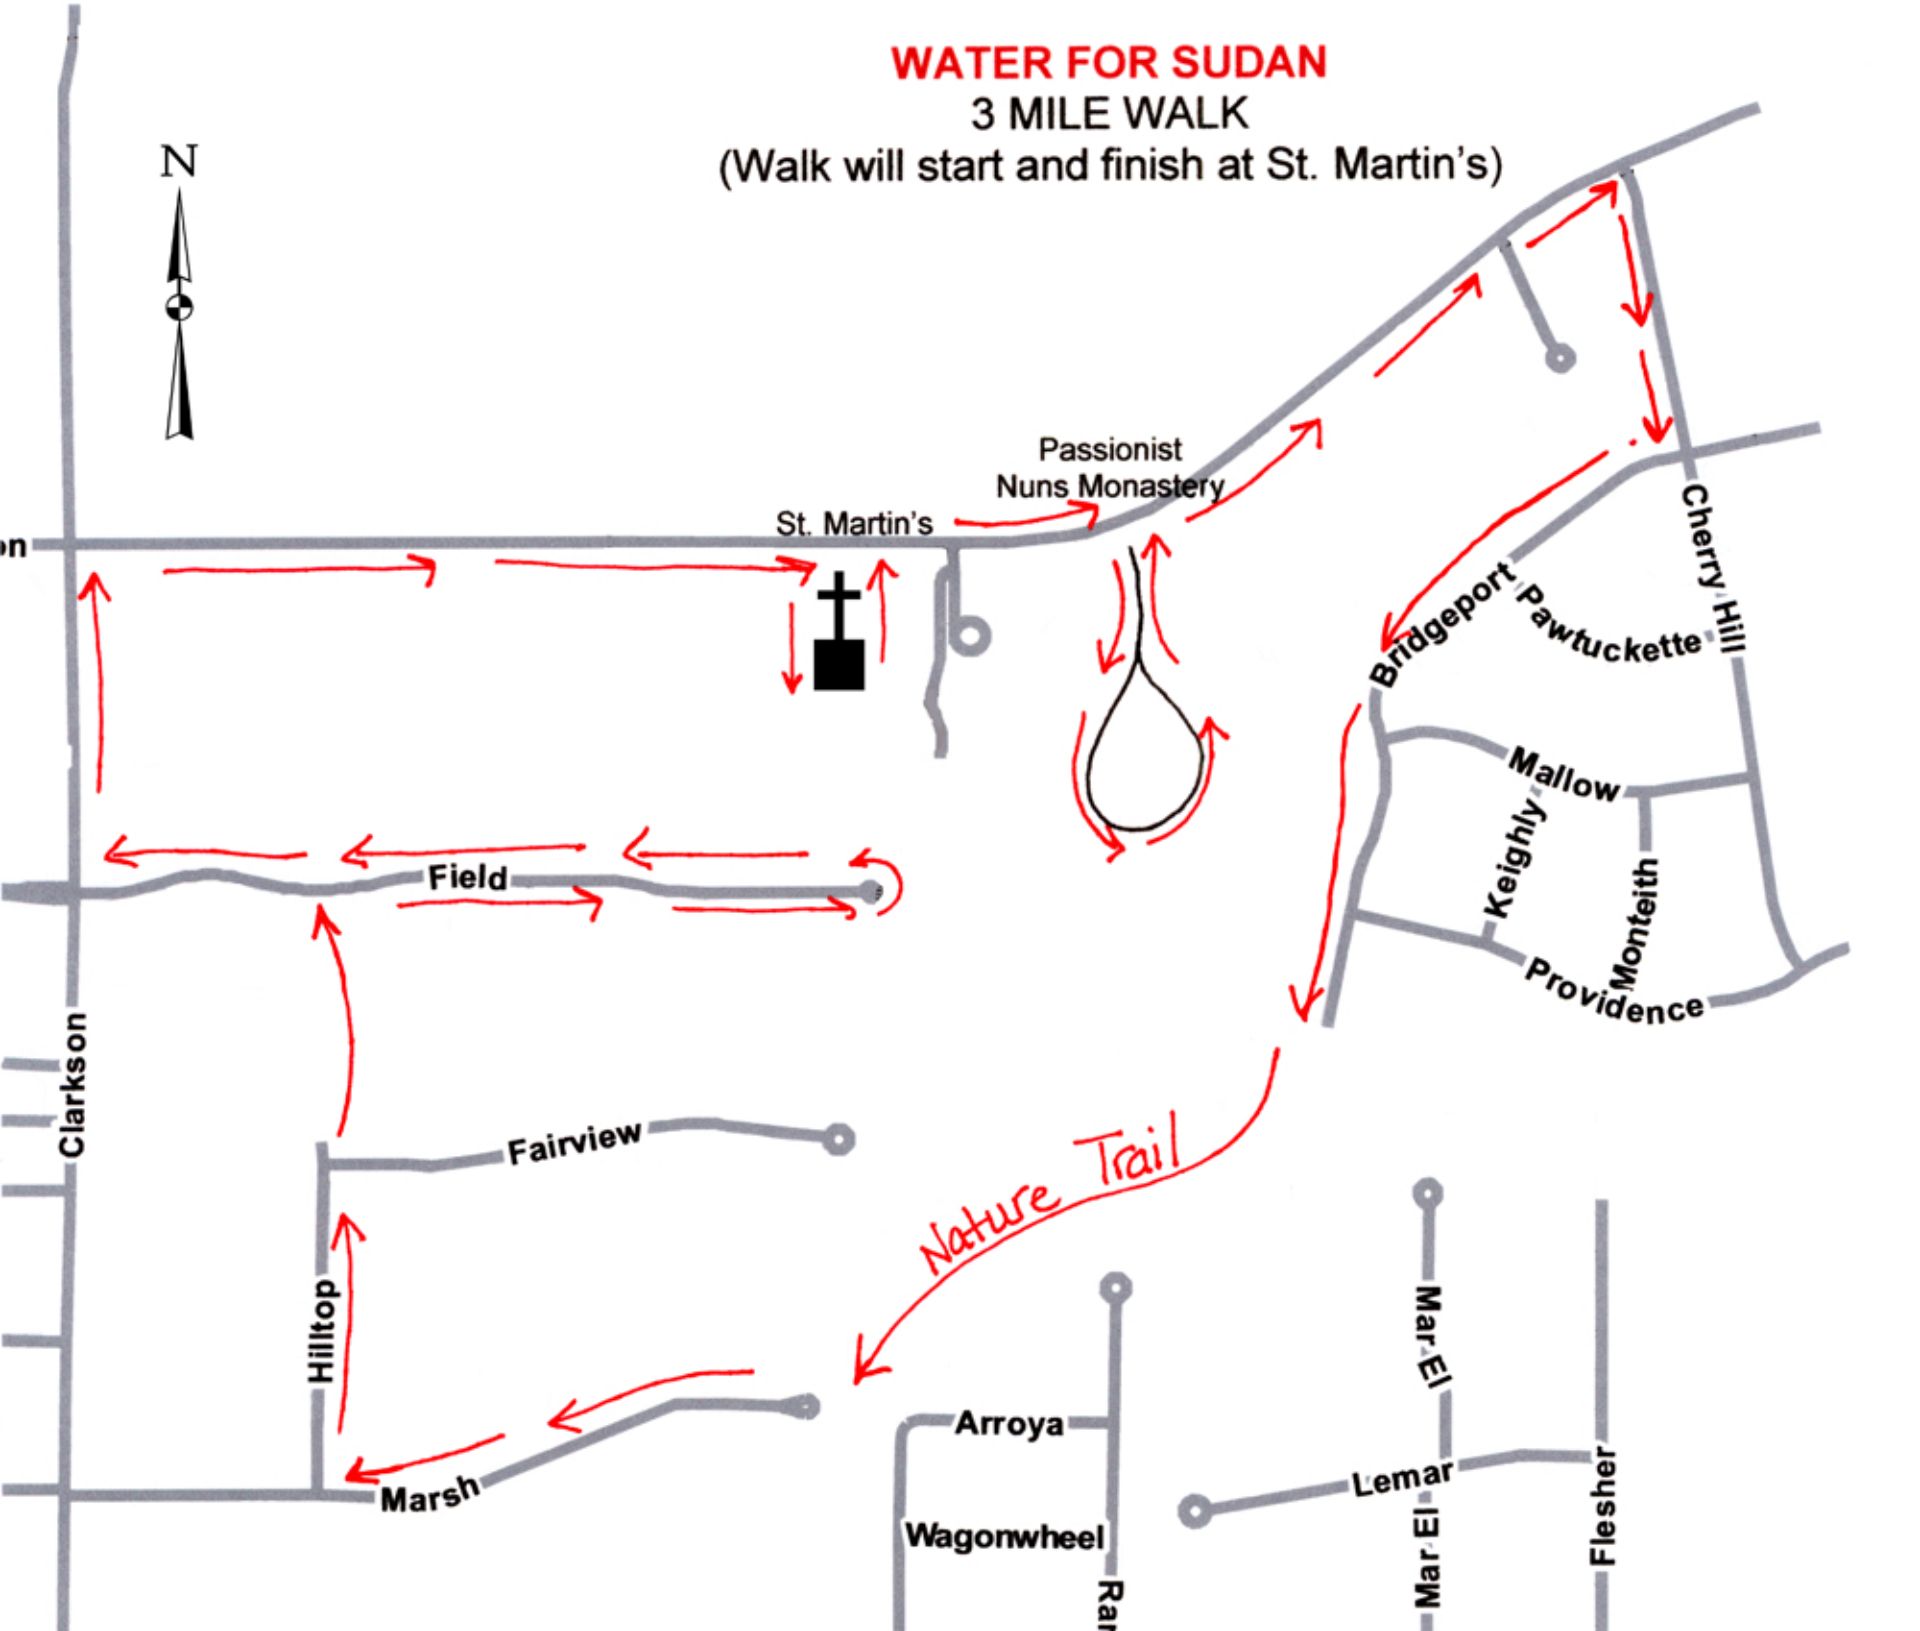 WATER FOR SUDAN
3 MILE WALK
(Walk will start and finish at St. Martin's)
N
Passionist
Nuns Monastery
St. Martin's
on
Cherry Hill
Bridgeport
Pawtuckette
Mallow
Keighly
Monteith
Providence
Field
Clarkson
Fairview
Nature Trail
Hilltop
Mar El
Marsh
Arroya
Lemar
Flesher
Wagonwheel
Mar El
Ra